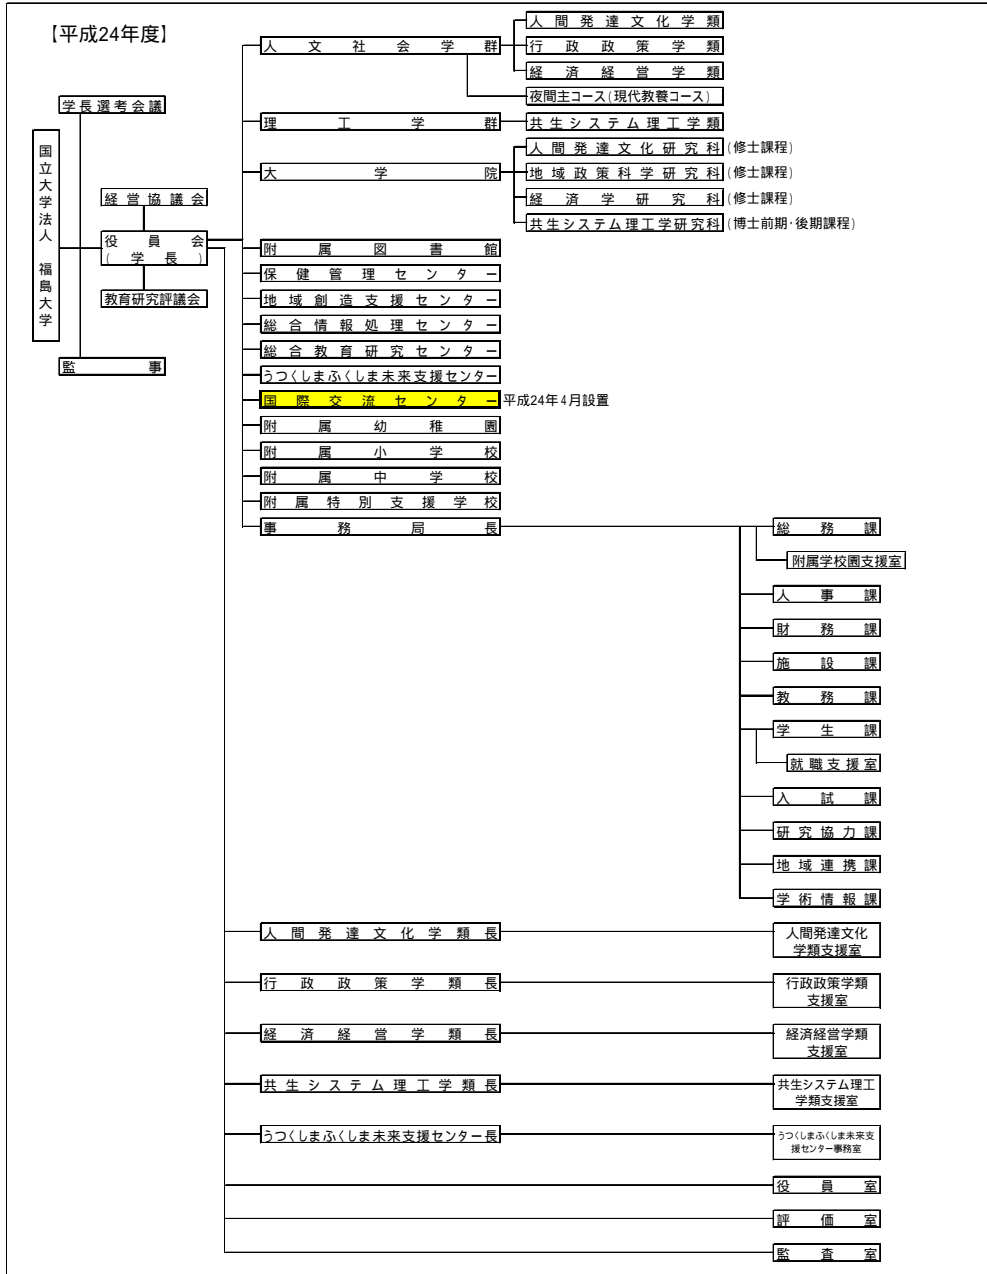 【平成24年度】
学長選考会議
国立大学法人 福島大学
経営協議会
役員会
(学長)
教育研究評議会
監事
人文社会学群
人間発達文化学類
行政政策学類
経済経営学類
夜間主コース(現代教養コース)
理工学群
共生システム理工学類
大学院
人間発達文化研究科(修士課程)
地域政策科学研究科(修士課程)
経済学研究科(修士課程)
共生システム理工学研究科(博士前期・後期課程)
附属図書館
保健管理センター
地域創造支援センター
総合情報処理センター
総合教育研究センター
うつくしまふくしま未来支援センター
国際交流センター 平成24年4月設置
附属幼稚園
附属小学校
附属中学校
附属特別支援学校
事務局長
総務課
附属学校園支援室
人事課
財務課
施設課
教務課
学生課
就職支援室
入試課
研究協力課
地域連携課
学術情報課
人間発達文化学類長
人間発達文化
学類支援室
行政政策学類長
行政政策学類
支援室
経済経営学類長
経済経営学類
支援室
共生システム理工学類長
共生システム理工
学類支援室
うつくしまふくしま未来支援センター長
うつくしまふくしま未来支
援センター事務室
役員室
評価室
監査室